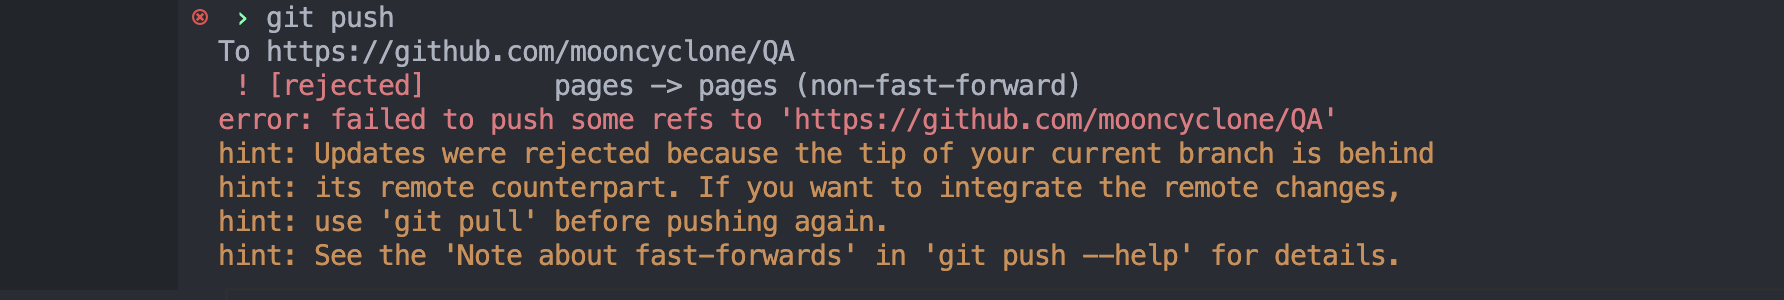 › git push
To https://github.com/mooncyclone/QA
! [rejected] pages -> pages (non-fast-forward)
error: failed to push some refs to 'https://github.com/mooncyclone/QA'
hint: Updates were rejected because the tip of your current branch is behind
hint: its remote counterpart. If you want to integrate the remote changes,
hint: use 'git pull' before pushing again.
hint: See the 'Note about fast-forwards' in 'git push --help' for details.